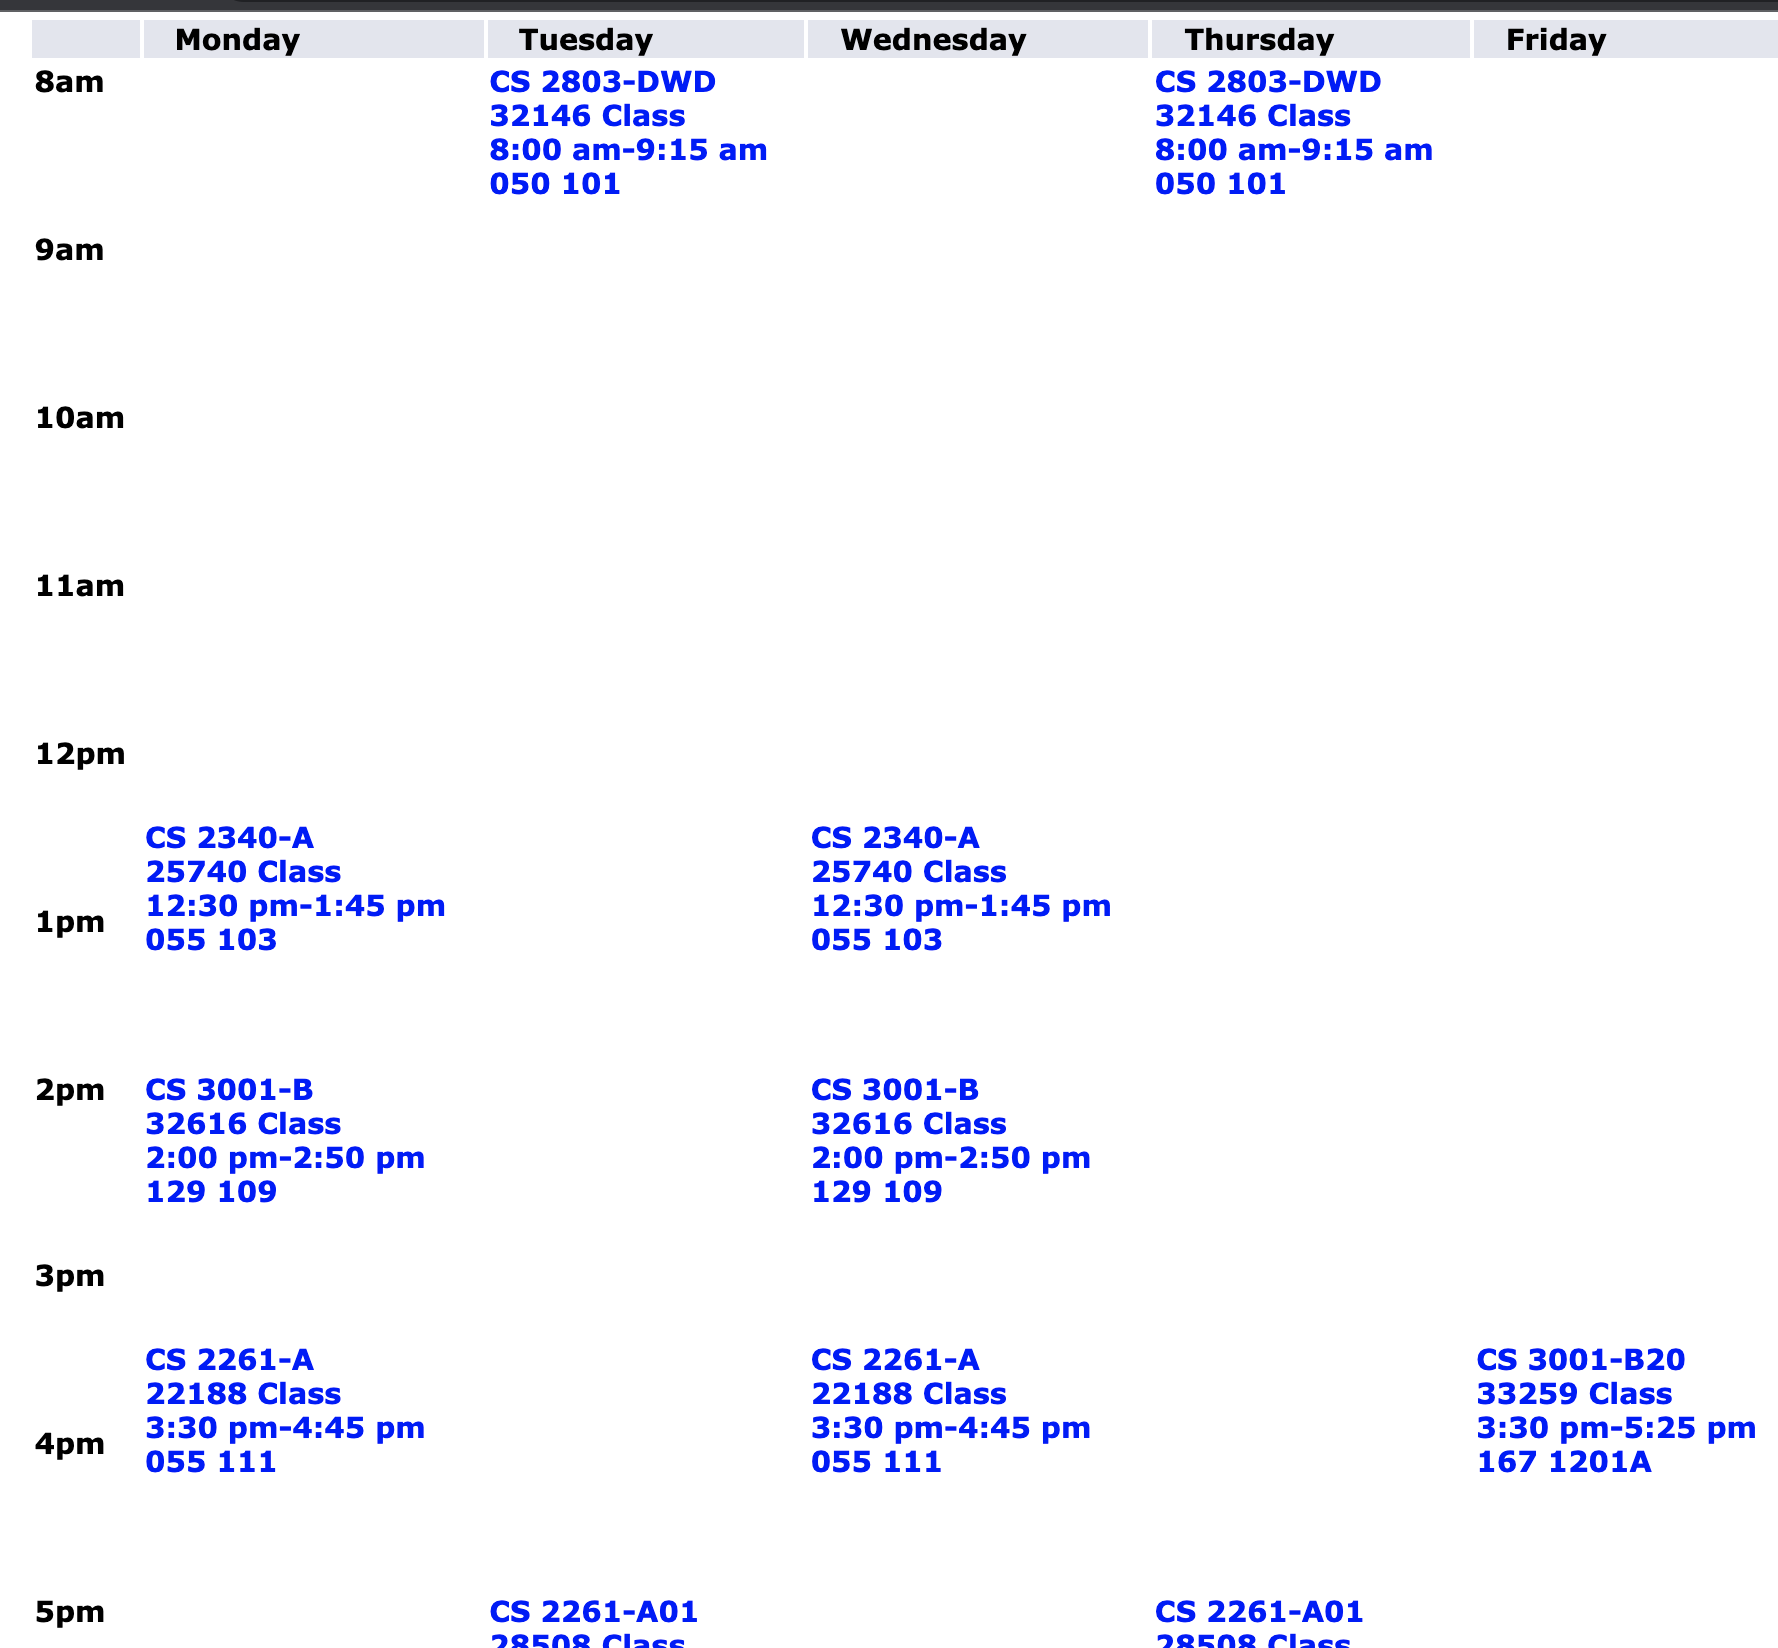 Monday Tuesday Wednesday Thursday Friday
8am
CS 2803-DWD
32146 Class
8:00 am-9:15 am
050 101
CS 2803-DWD
32146 Class
8:00 am-9:15 am
050 101
9am
10am
11am
12pm
CS 2340-A
25740 Class
12:30 pm-1:45 pm
055 103
CS 2340-A
25740 Class
12:30 pm-1:45 pm
055 103
1pm
2pm
CS 3001-B
32616 Class
2:00 pm-2:50 pm
129 109
CS 3001-B
32616 Class
2:00 pm-2:50 pm
129 109
3pm
CS 2261-A
22188 Class
3:30 pm-4:45 pm
055 111
CS 2261-A
22188 Class
3:30 pm-4:45 pm
055 111
CS 3001-B20
33259 Class
3:30 pm-5:25 pm
167 1201A
4pm
5pm
CS 2261-A01
28508 Class
CS 2261-A01
28508 Class